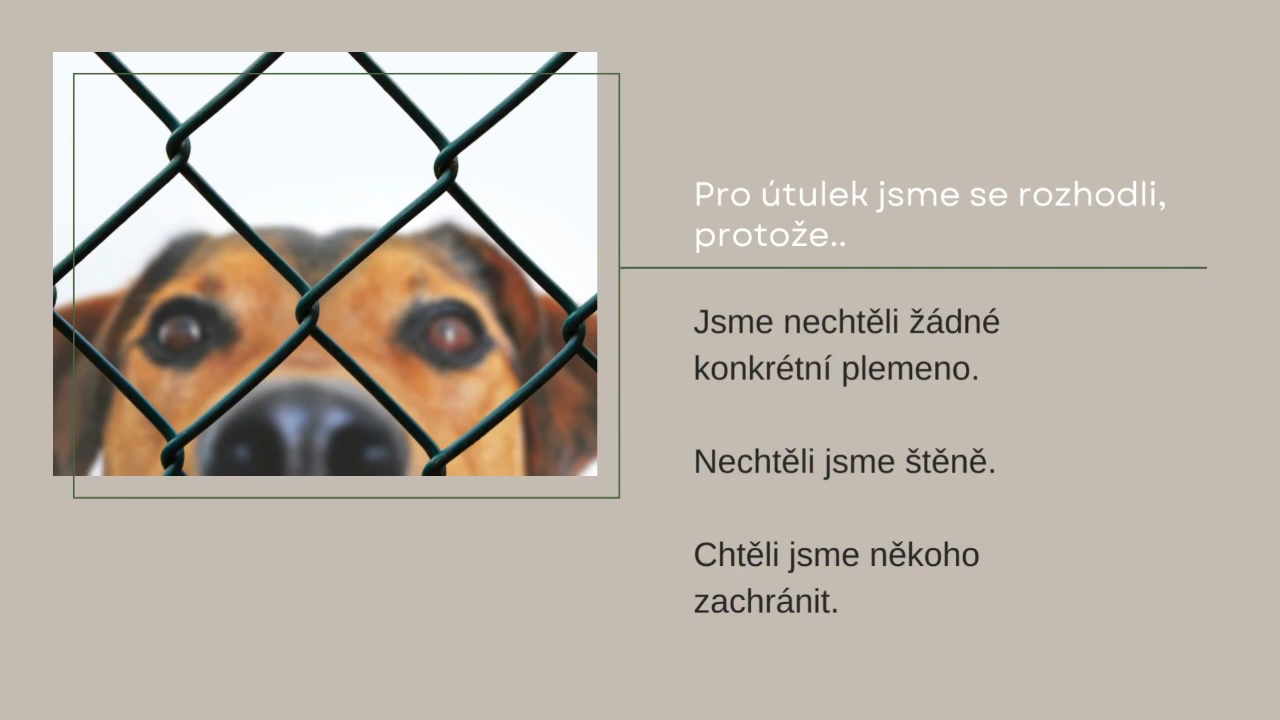 Pro útulek jsme se rozhodli,
protože..
Jsme nechtěli žádné
konkrétní plemeno.
Nechtěli jsme štěně.
Chtěli jsme někoho
zachránit.